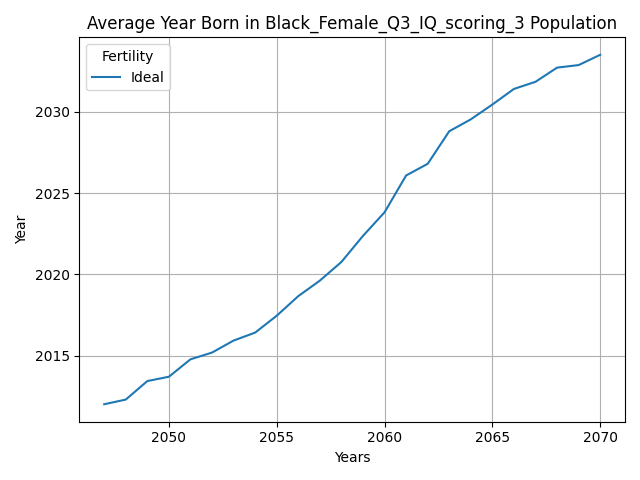 Average Year Born in Black_Female_Q3_IQ_scoring_3 Population
Fertility
Ideal
Year
2030
2025
2020
2015
2050 2055 2060 2065 2070
Years